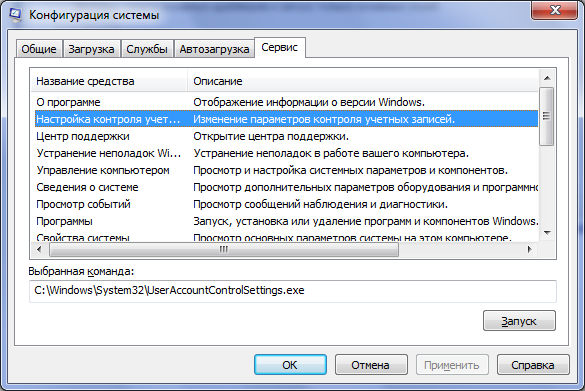 Конфигурация системы
Общие Загрузка Службы Автозагрузка Сервис
Название средства Описание
О программе Отображение информации о версии Windows.
Настройка контроля учет... Изменение параметров контроля учетных записей.
Центр поддержки Открытие центра поддержки.
Устранение неполадок Wi... Устранение неполадок в работе вашего компьютера.
Управление компьютером Просмотр и настройка системных параметров и компонентов.
Сведения о системе Просмотр дополнительных параметров оборудования и программно
Просмотр событий Просмотр сообщений наблюдения и диагностики.
Программы Запуск, установка или удаление программ и компонентов Windows.
Свойства системы Просмотр основных параметров системы на этом компьютере.
Выбранная команда:
C:\Windows\System32\UserAccountControlSettings.exe
Запуск
ОК Отмена Применить Справка